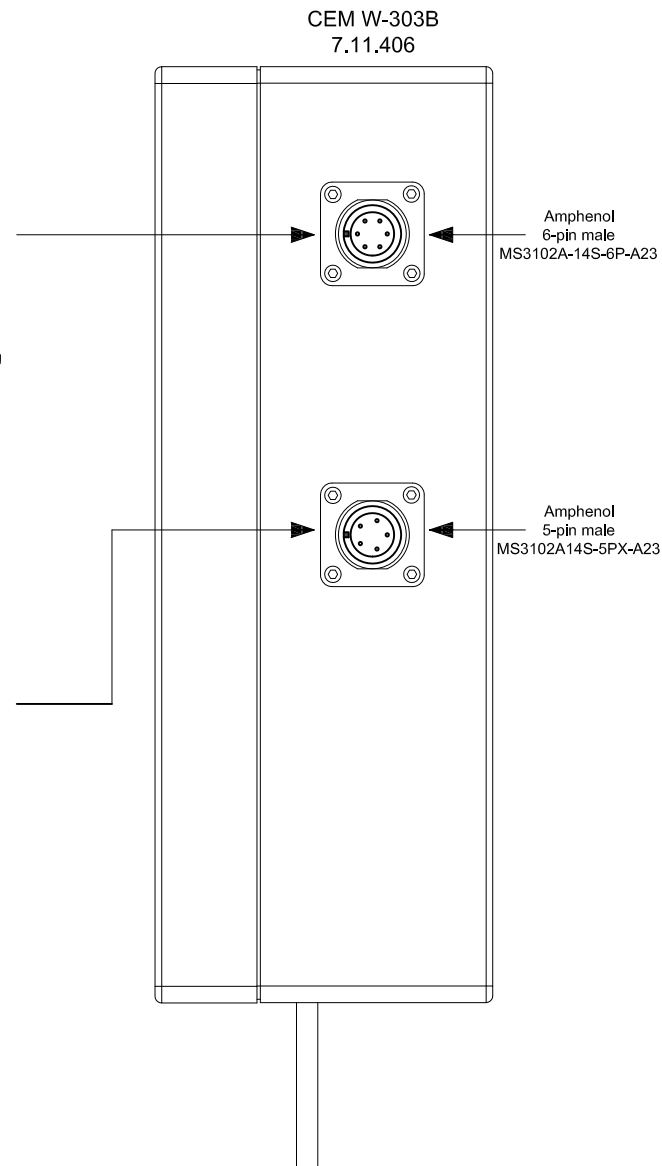 CEM W-303B
7.11.406
Amphenol
6-pin male
MS3102A-14S-6P-A23
Amphenol
5-pin male
MS3102A14S-5PX-A23